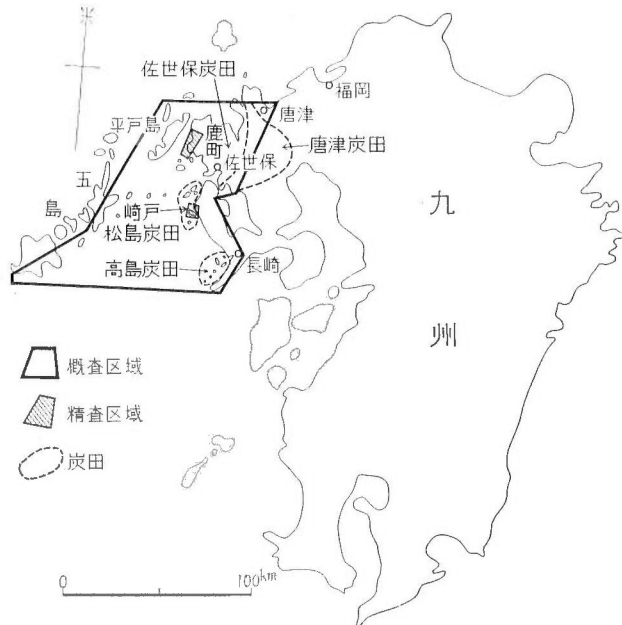 佐世保炭田
福岡
唐津
平戸島
鹿町
唐津炭田
佐世保
五島
崎戸
松島炭田
高島炭田
長崎
九州
概査区域
精査区域
炭田
0 100km